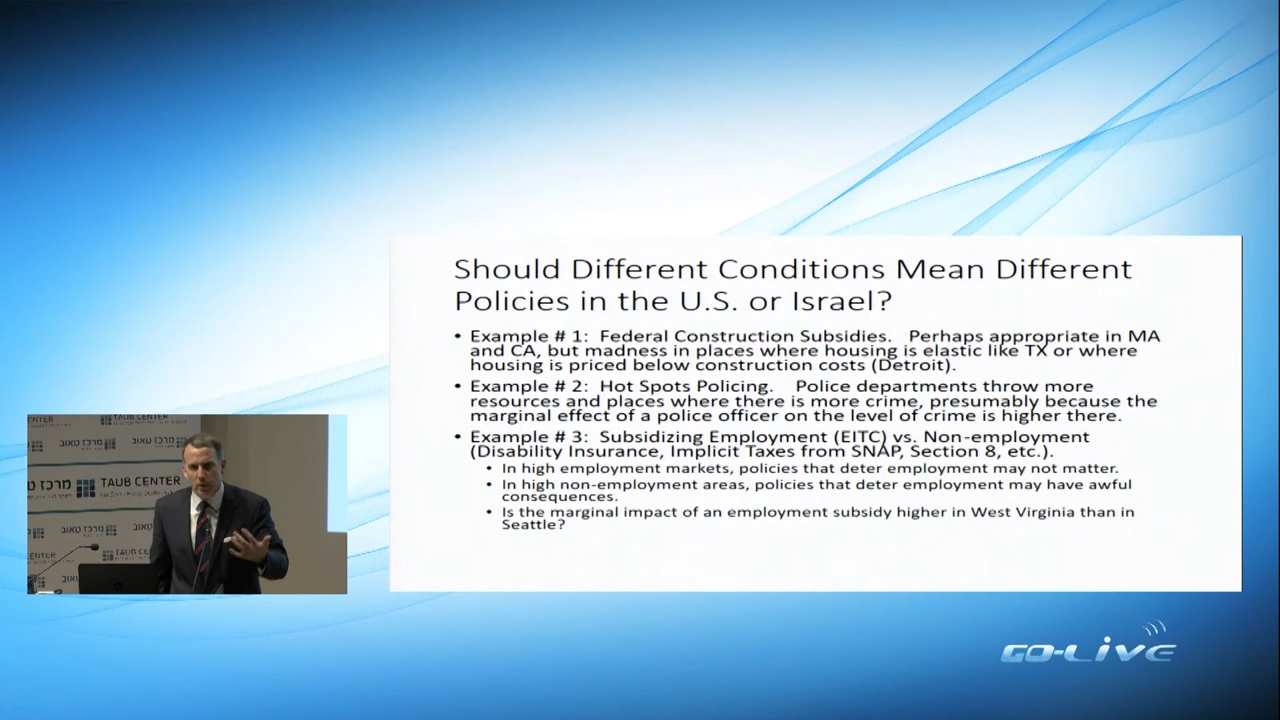 Should Different Conditions Mean Different
Policies in the U.S. or Israel?
• Example # 1: Federal Construction Subsidies. Perhaps appropriate in MA
and CA, but madness in places where housing is elastic like TX or where
housing is priced below construction costs (Detroit).
• Example # 2: Hot Spots Policing. Police departments throw more
resources and places where there is more crime, presumably because the
marginal effect of a police officer on the level of crime is higher there.
• Example # 3: Subsidizing Employment (EITC) vs. Non-employment
(Disability Insurance, Implicit Taxes from SNAP, Section 8, etc.).
• In high employment markets, policies that deter employment may not matter.
• In high non-employment areas, policies that deter employment may have awful
consequences.
• Is the marginal impact of an employment subsidy higher in West Virginia than in
Seattle?
ENTER
מרכז טאוב
TAUB CENTER
מרכז טאוב
מרכז
TAUB CENTER
מרכז טאוב
ENTER
TAUB
GO-LIVE